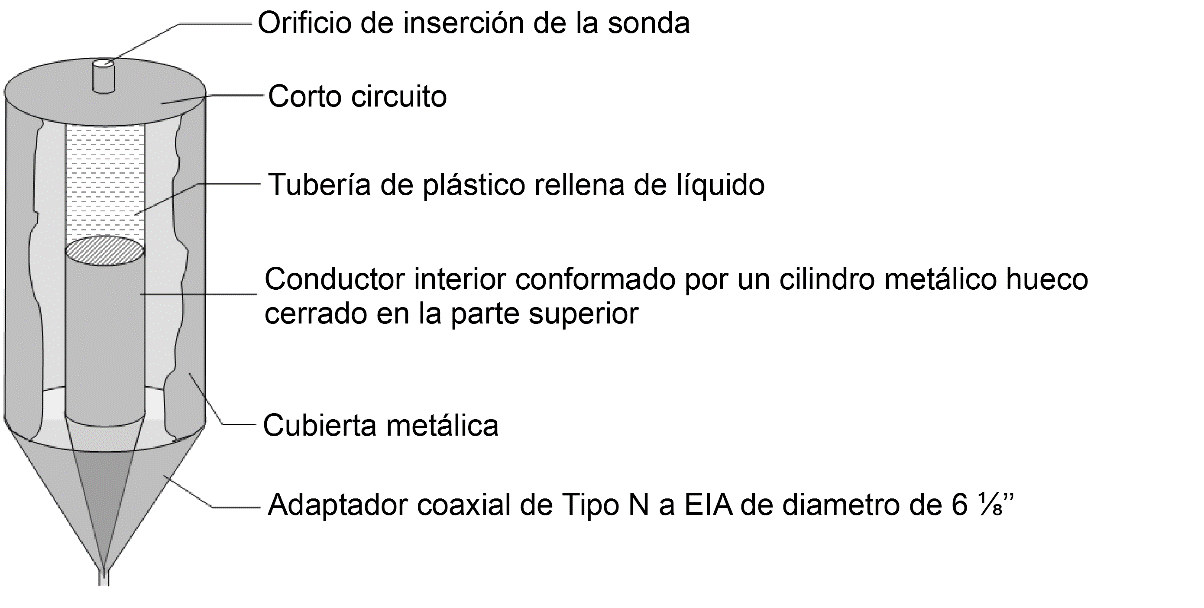 Orificio de inserción de la sonda
Corto circuito
Tubería de plástico rellena de líquido
Conductor interior conformado por un cilindro metálico hueco
cerrado en la parte superior
Cubierta metálica
Adaptador coaxial de Tipo N a EIA de diametro de 6 ⅛”